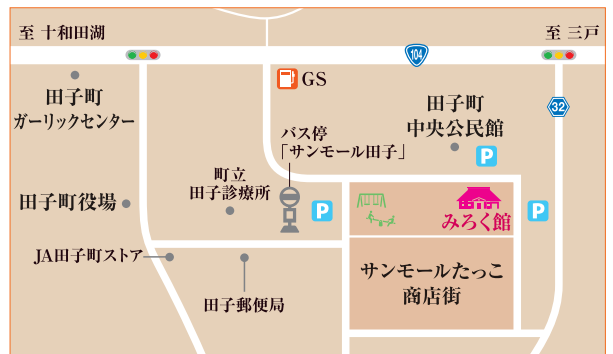 至 十和田湖
至 三戸
104
GS
田子町
ガーリックセンター
田子町
中央公民館
32
バス停
「サンモール田子」
P
町立
田子診療所
田子町役場
P
みろく館
P
JA田子町ストア
サンモールたっこ
商店街
田子郵便局